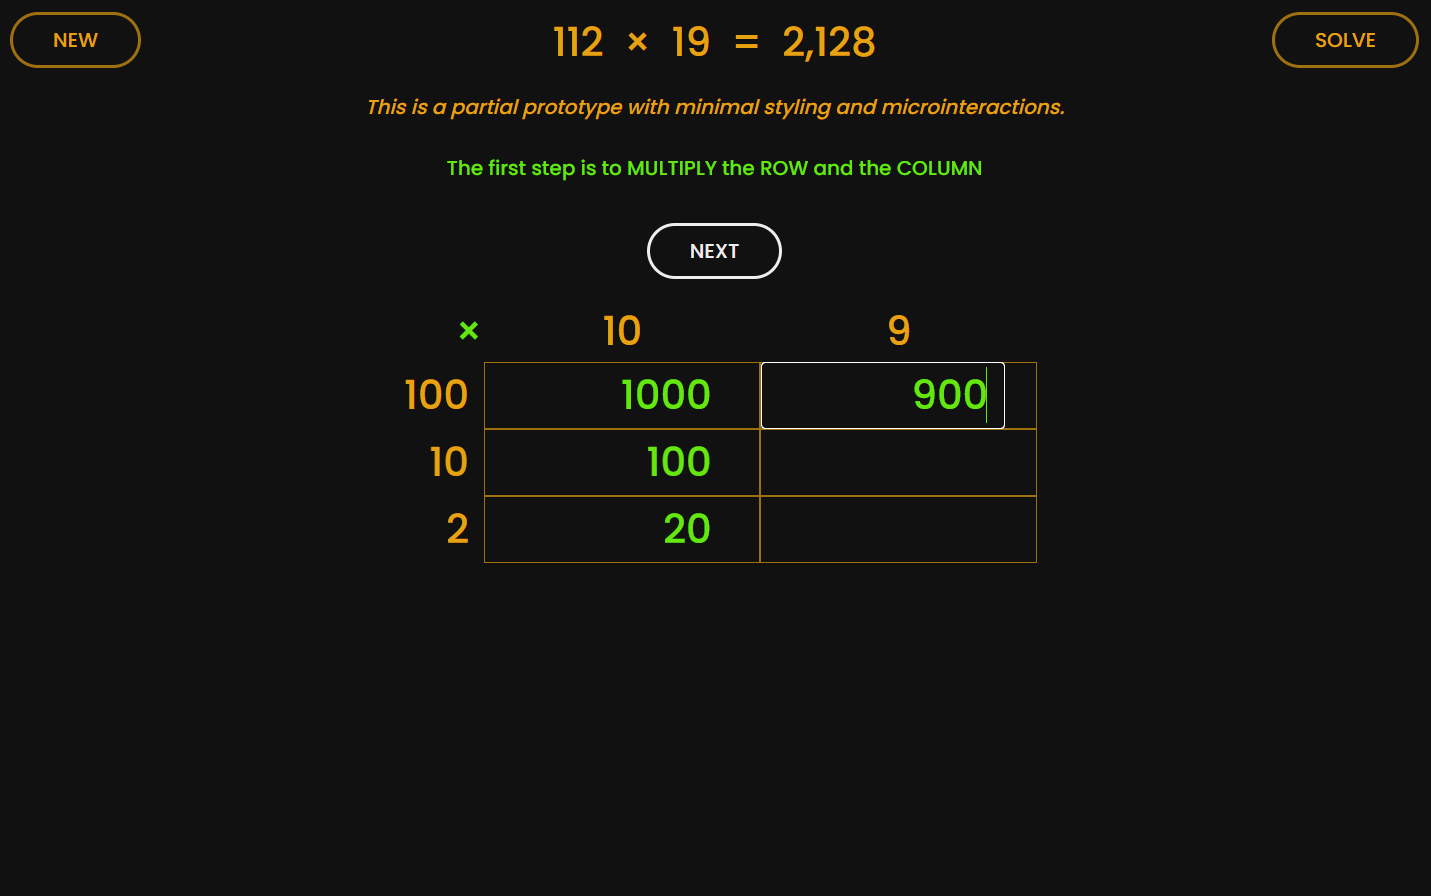 NEW
112 × 19 = 2,128
SOLVE
This is a partial prototype with minimal styling and microinteractions.
The first step is to MULTIPLY the ROW and the COLUMN
NEXT
× 10 9
100 1000 900
10 100
2 20